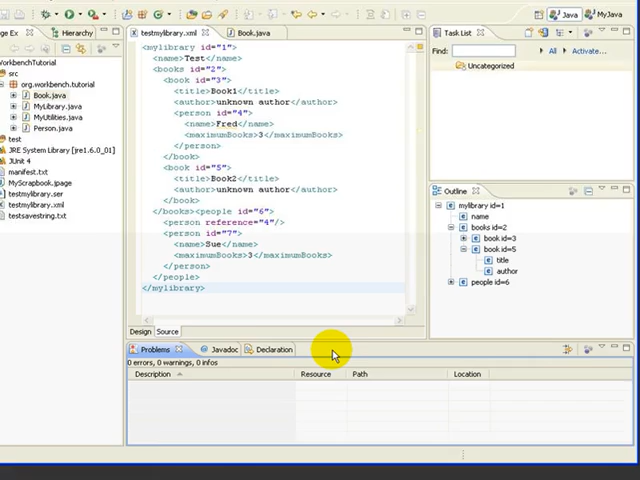 Java
MyJava
ge Ex
Hierarchy
orkbenchTutorial
src
org.workbench.tutorial
Book.java
MyLibrary.java
MyUtilities.java
Person.java
test
JRE System Library [jre1.6.0_01]
JUnit 4
manifest.txt
MyScrapbook.jpage
testmylibrary.ser
testmylibrary.xml
testsavestring.txt
testmylibrary.xml
Book.java
<mylibrary id="1">
<name>Test</name>
<books id="2">
<book id="3">
<title>Book1</title>
<author>unknown author</author>
<person id="4">
<name>Fred</name>
<maximumBooks>3</maximumBooks>
</person>
</book>
<book id="5">
<title>Book2</title>
<author>unknown author</author>
</book>
</books><people id="6">
<person reference="4"/>
<person id="7">
<name>Sue</name>
<maximumBooks>3</maximumBooks>
</person>
</people>
</mylibrary>
Design
Source
Task List
Find:
All
Activate...
Uncategorized
Outline
mylibrary id=1
name
books id=2
book id=3
book id=5
title
author
people id=6
Problems
Javadoc
Declaration
0 errors, 0 warnings, 0 infos
Description
Resource
Path
Location